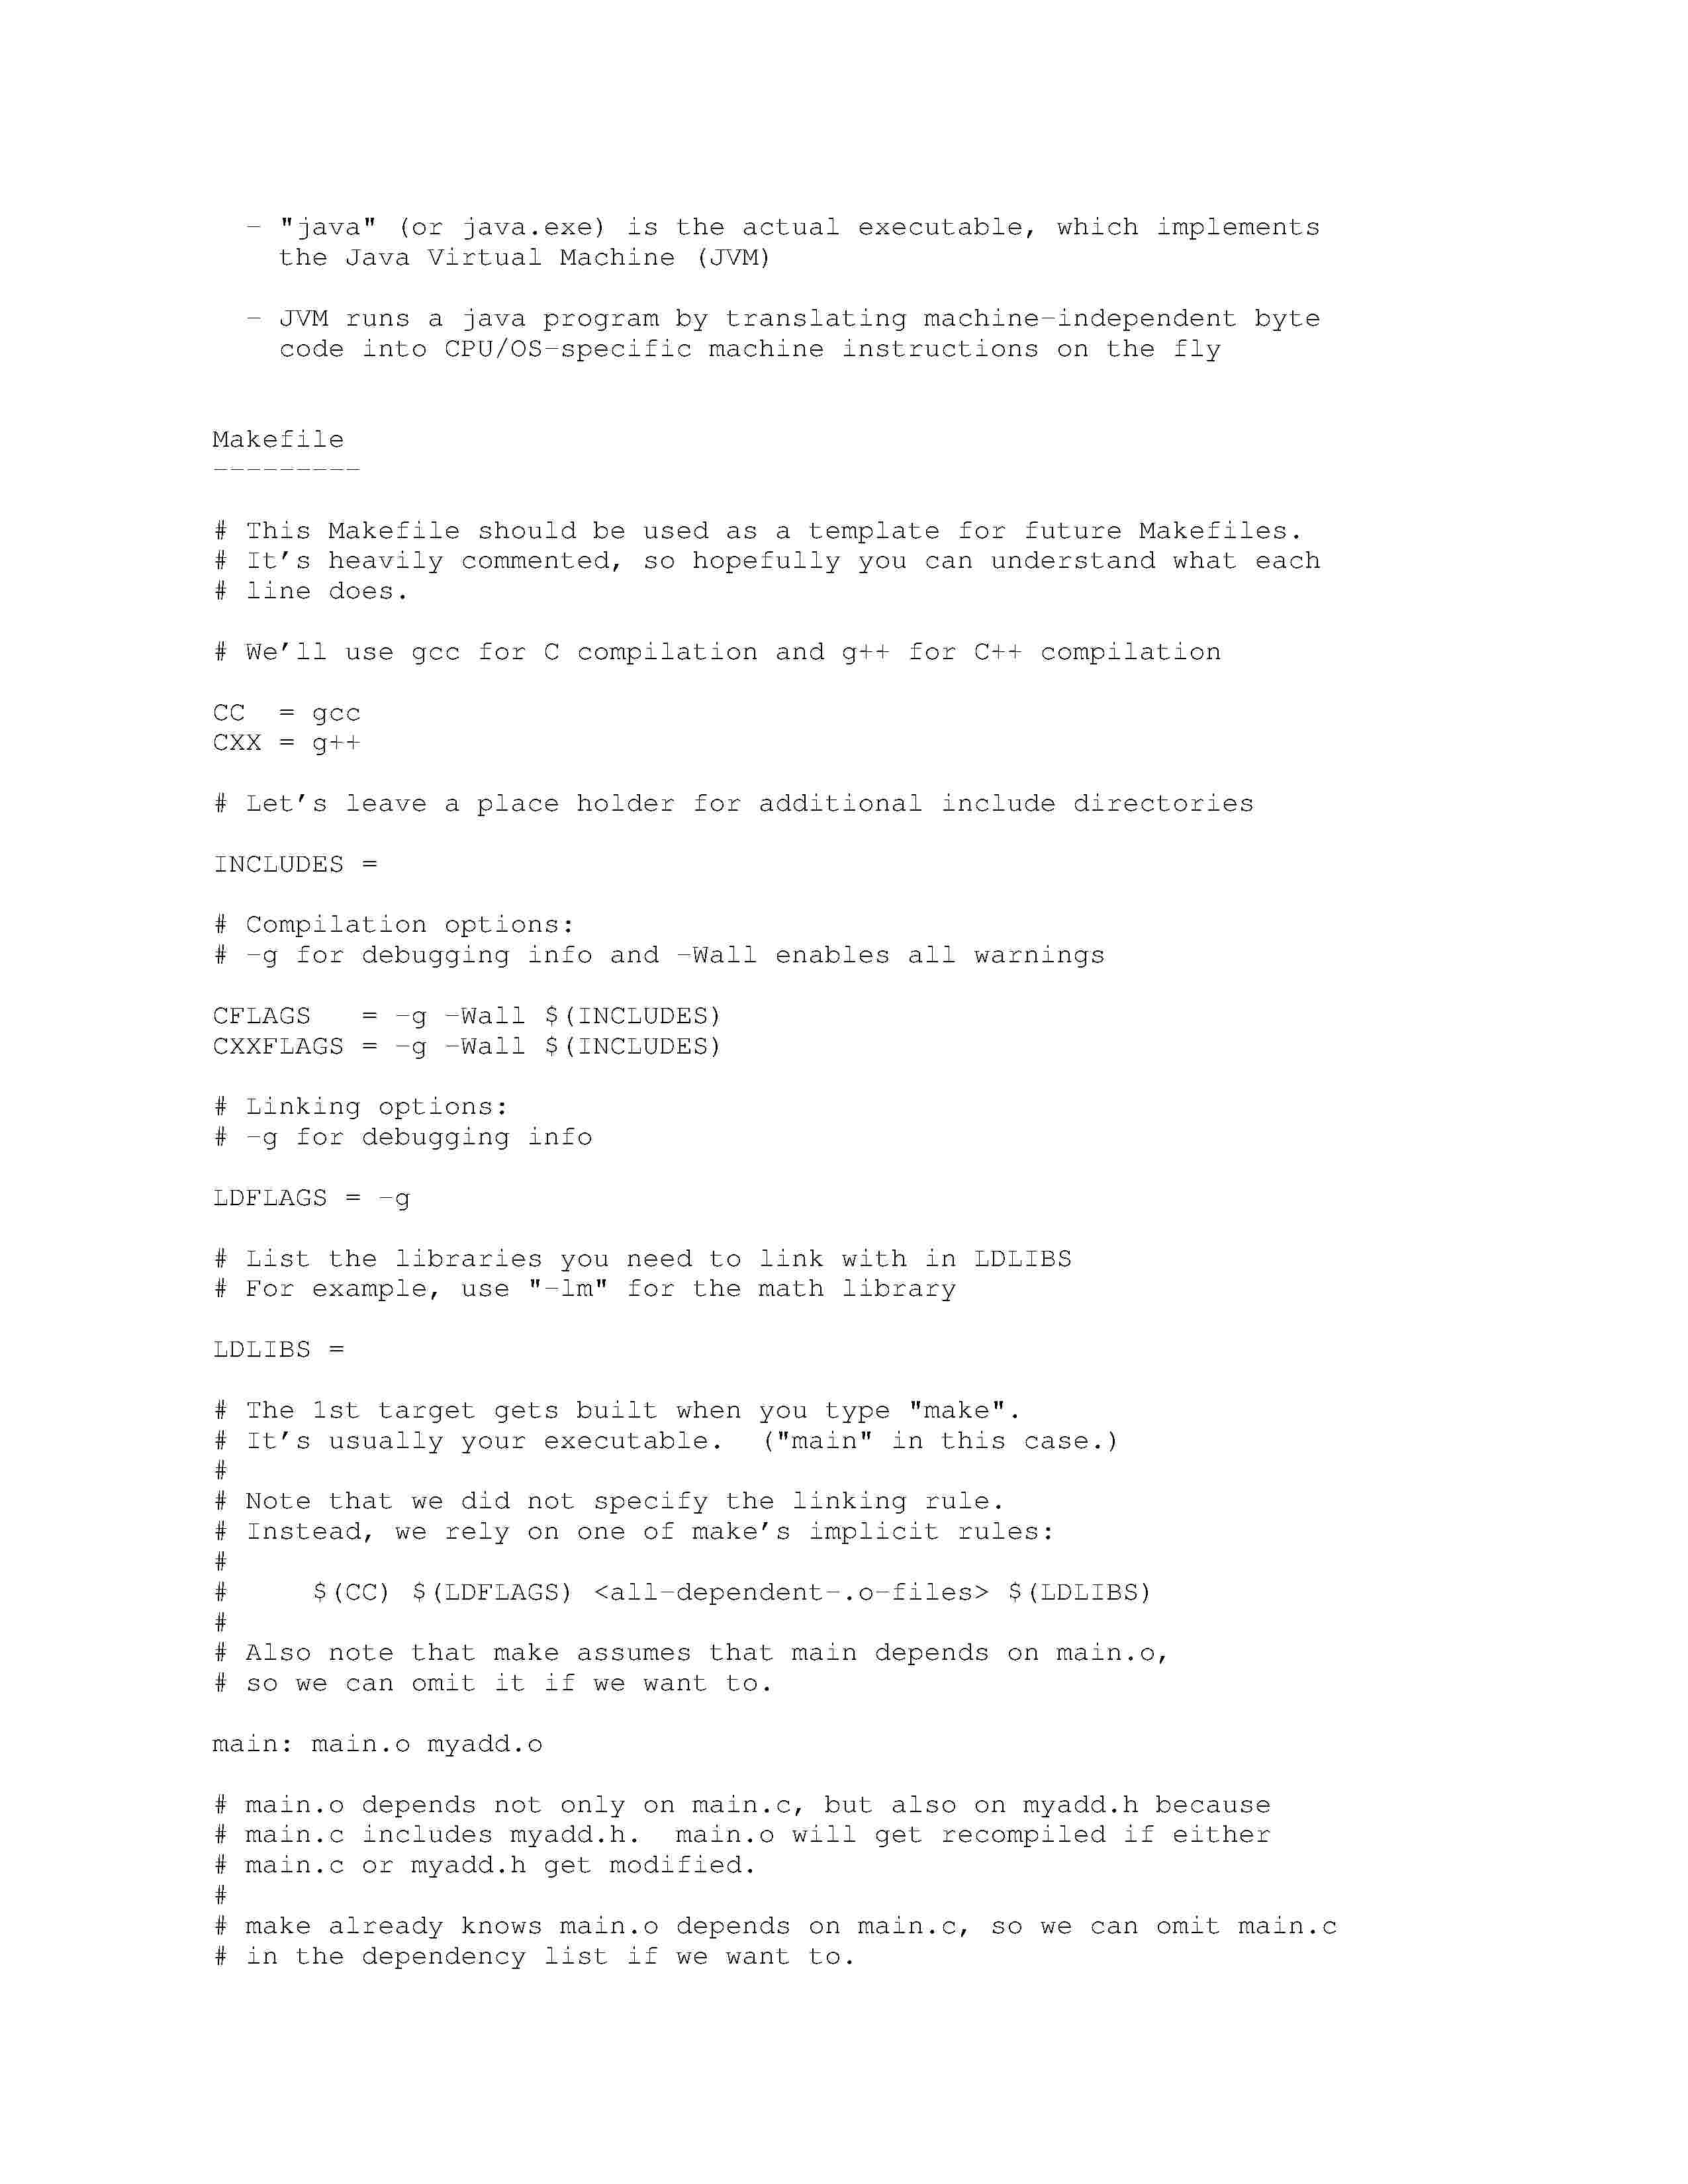 - "java" (or java.exe) is the actual executable, which implements
the Java Virtual Machine (JVM)
- JVM runs a java program by translating machine-independent byte
code into CPU/OS-specific machine instructions on the fly
Makefile
---------
# This Makefile should be used as a template for future Makefiles.
# It's heavily commented, so hopefully you can understand what each
# line does.
# We'll use gcc for C compilation and g++ for C++ compilation
CC  = gcc
CXX = g++
# Let's leave a place holder for additional include directories
INCLUDES =
# Compilation options:
# -g for debugging info and -Wall enables all warnings
CFLAGS   = -g -Wall $(INCLUDES)
CXXFLAGS = -g -Wall $(INCLUDES)
# Linking options:
# -g for debugging info
LDFLAGS = -g
# List the libraries you need to link with in LDLIBS
# For example, use "-lm" for the math library
LDLIBS =
# The 1st target gets built when you type "make".
# It's usually your executable.  ("main" in this case.)
#
# Note that we did not specify the linking rule.
# Instead, we rely on one of make's implicit rules:
#
#     $(CC) $(LDFLAGS) <all-dependent-.o-files> $(LDLIBS)
#
# Also note that make assumes that main depends on main.o,
# so we can omit it if we want to.
main: main.o myadd.o
# main.o depends not only on main.c, but also on myadd.h because
# main.c includes myadd.h.  main.o will get recompiled if either
# main.c or myadd.h get modified.
#
# make already knows main.o depends on main.c, so we can omit main.c
# in the dependency list if we want to.